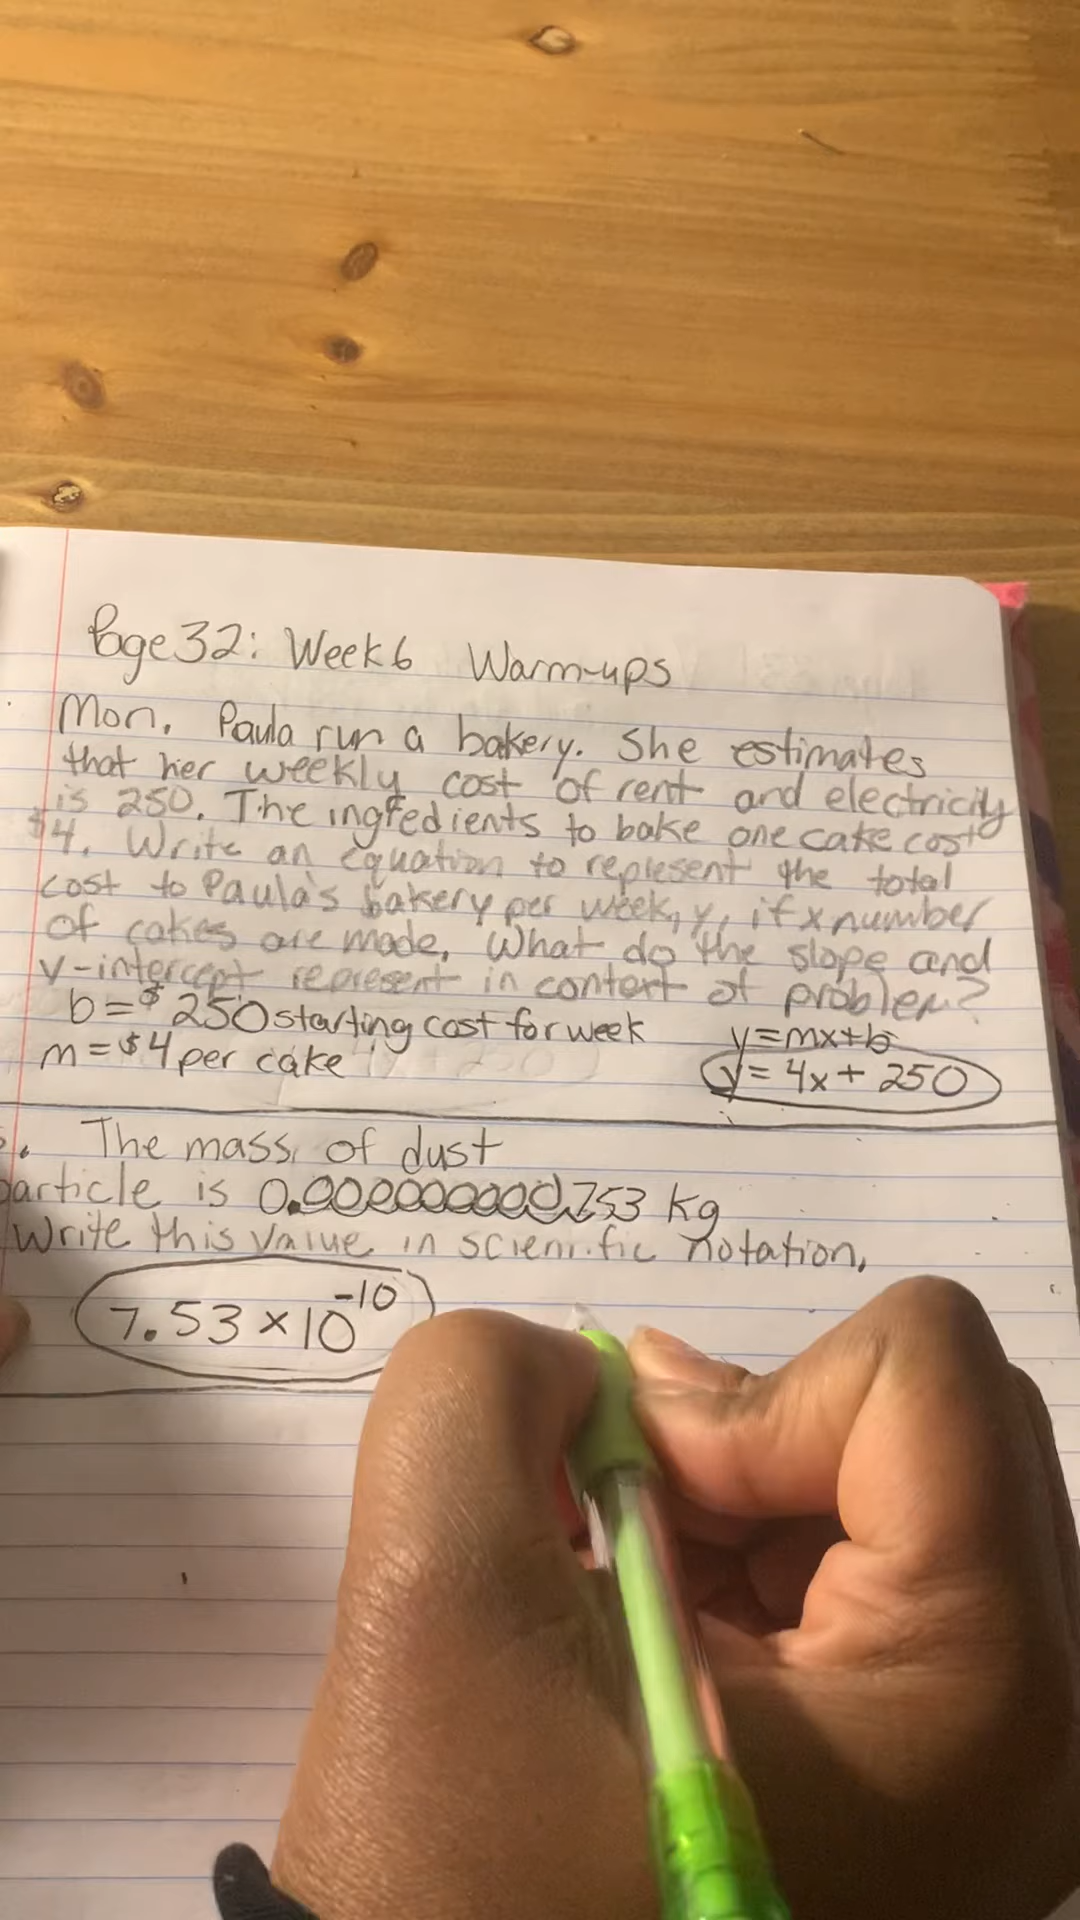 Page 32: Week 6 Warm-ups
Mon. Paula run a bakery. She estimates
that her weekly cost of rent and electricity
is 250. The ingredients to bake one cake cost
$4. Write an equation to represent the total
cost to Paula's bakery per week, y, if x number
of cakes are made. What do the slope and
y-intercept represent in context of problem?
b = $250 starting cost for week
m = $4 per cake
y = mx + b
y = 4x + 250
The mass of dust
particle is 0.000000000753 kg
Write this value in scientific notation.
7.53 × 10⁻¹⁰